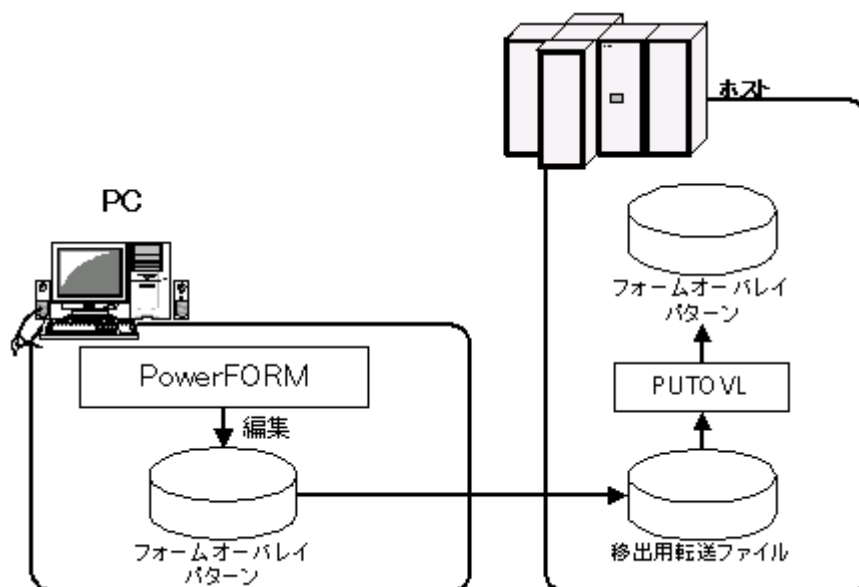 ホスト
PC
フォームオーバレイ
パターン
PowerFORM
PUTOVL
編集
フォームオーバレイ
パターン
移出用転送ファイル